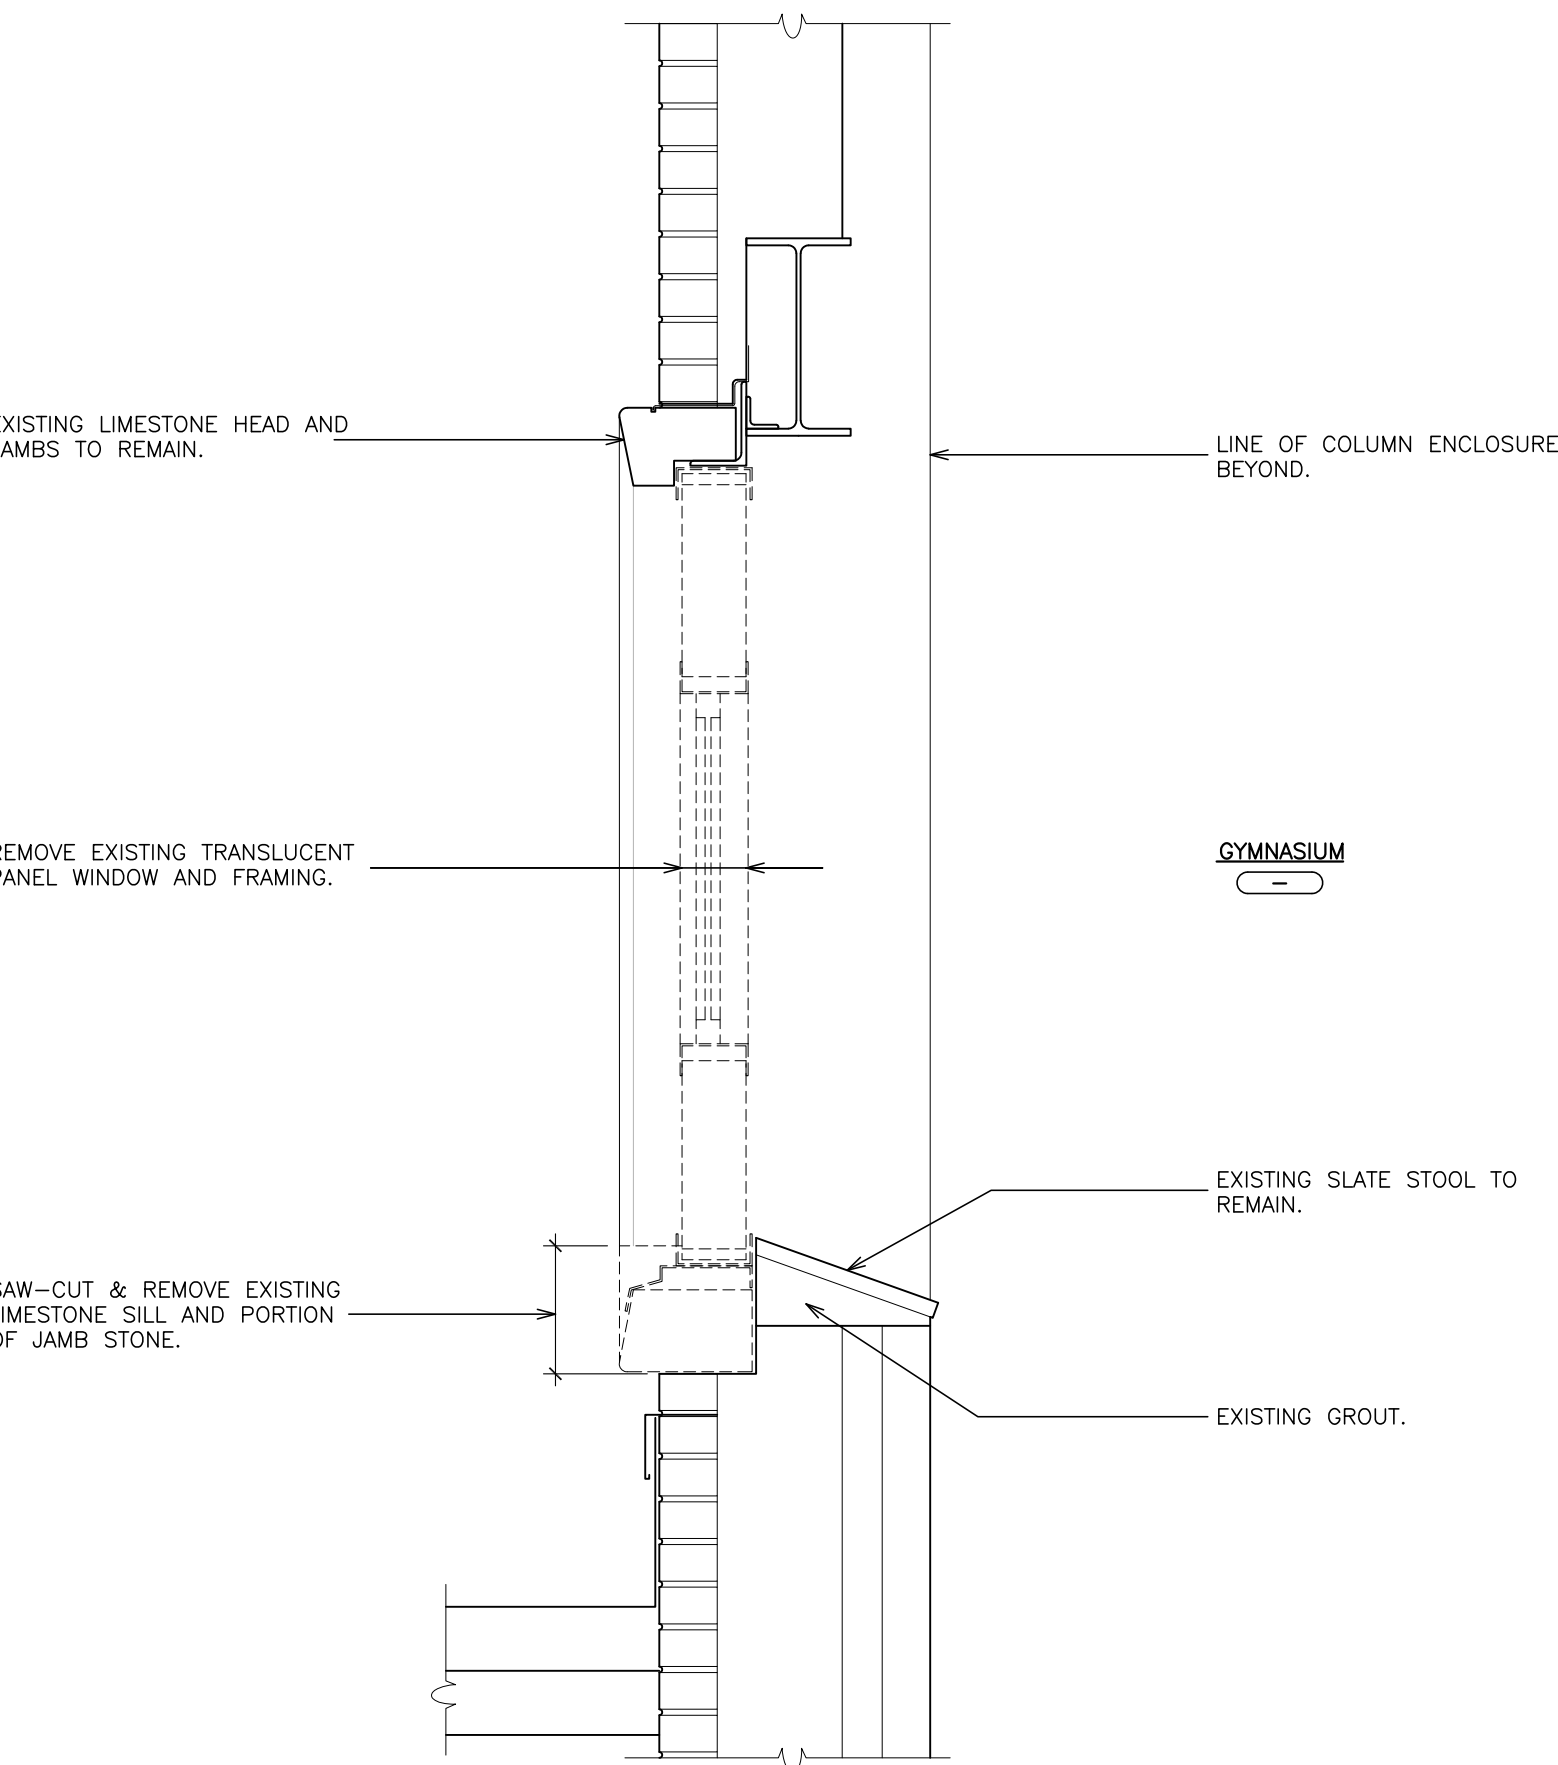 EXISTING LIMESTONE HEAD AND
JAMBS TO REMAIN.
LINE OF COLUMN ENCLOSURE
BEYOND.
REMOVE EXISTING TRANSLUCENT
PANEL WINDOW AND FRAMING.
GYMNASIUM
-
EXISTING SLATE STOOL TO
REMAIN.
SAW-CUT & REMOVE EXISTING
LIMESTONE SILL AND PORTION
OF JAMB STONE.
EXISTING GROUT.